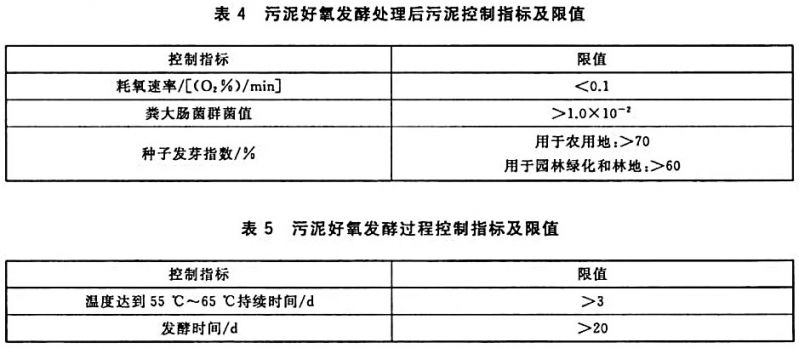 表 4 污泥好氧发酵处理后污泥控制指标及限值
控制指标 限值
耗氧速率/[(O₂%)/min] <0.1
粪大肠菌群菌值 >1.0×10⁻²
种子发芽指数/% 用于农用地:>70
用于园林绿化和林地:>60
表 5 污泥好氧发酵过程控制指标及限值
控制指标 限值
温度达到 55 ℃~65 ℃持续时间/d >3
发酵时间/d >20